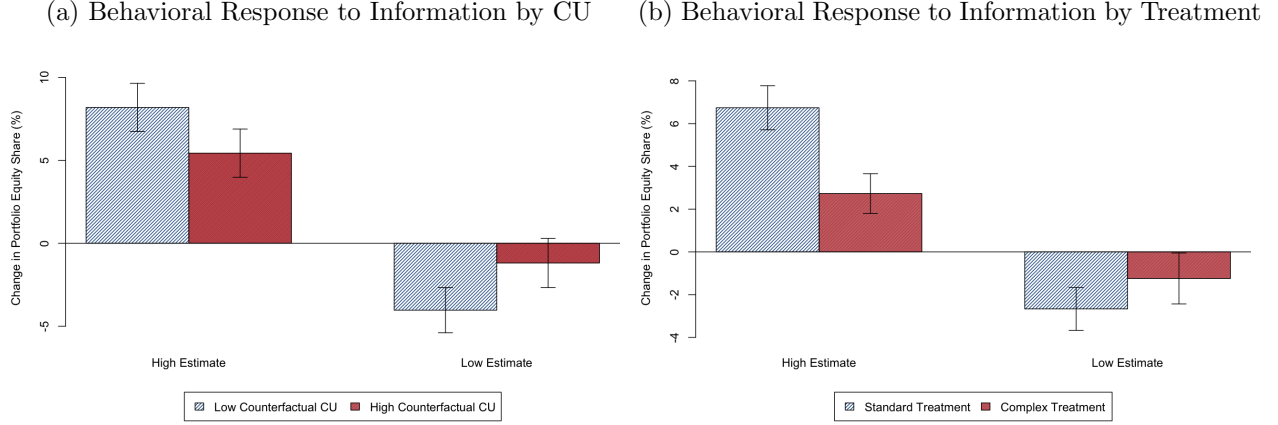 (a) Behavioral Response to Information by CU
(b) Behavioral Response to Information by Treatment
Change in Portfolio Equity Share (%)
10
5
0
-5
High Estimate
Low Estimate
Low Counterfactual CU
High Counterfactual CU
Change in Portfolio Equity Share (%)
8
6
4
2
0
-2
-4
High Estimate
Low Estimate
Standard Treatment
Complex Treatment